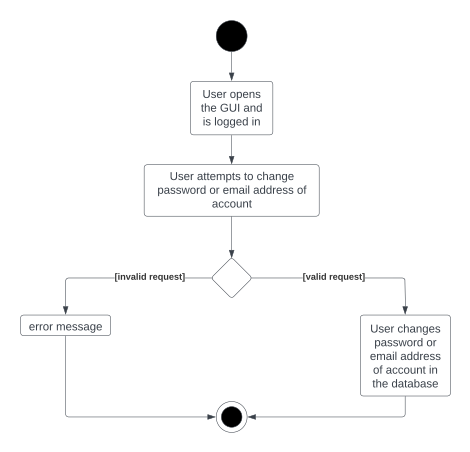 User opens
the GUI and
is logged in
User attempts to change
password or email address of
account
[invalid request]
[valid request]
error message
User changes
password or
email address
of account in
the database